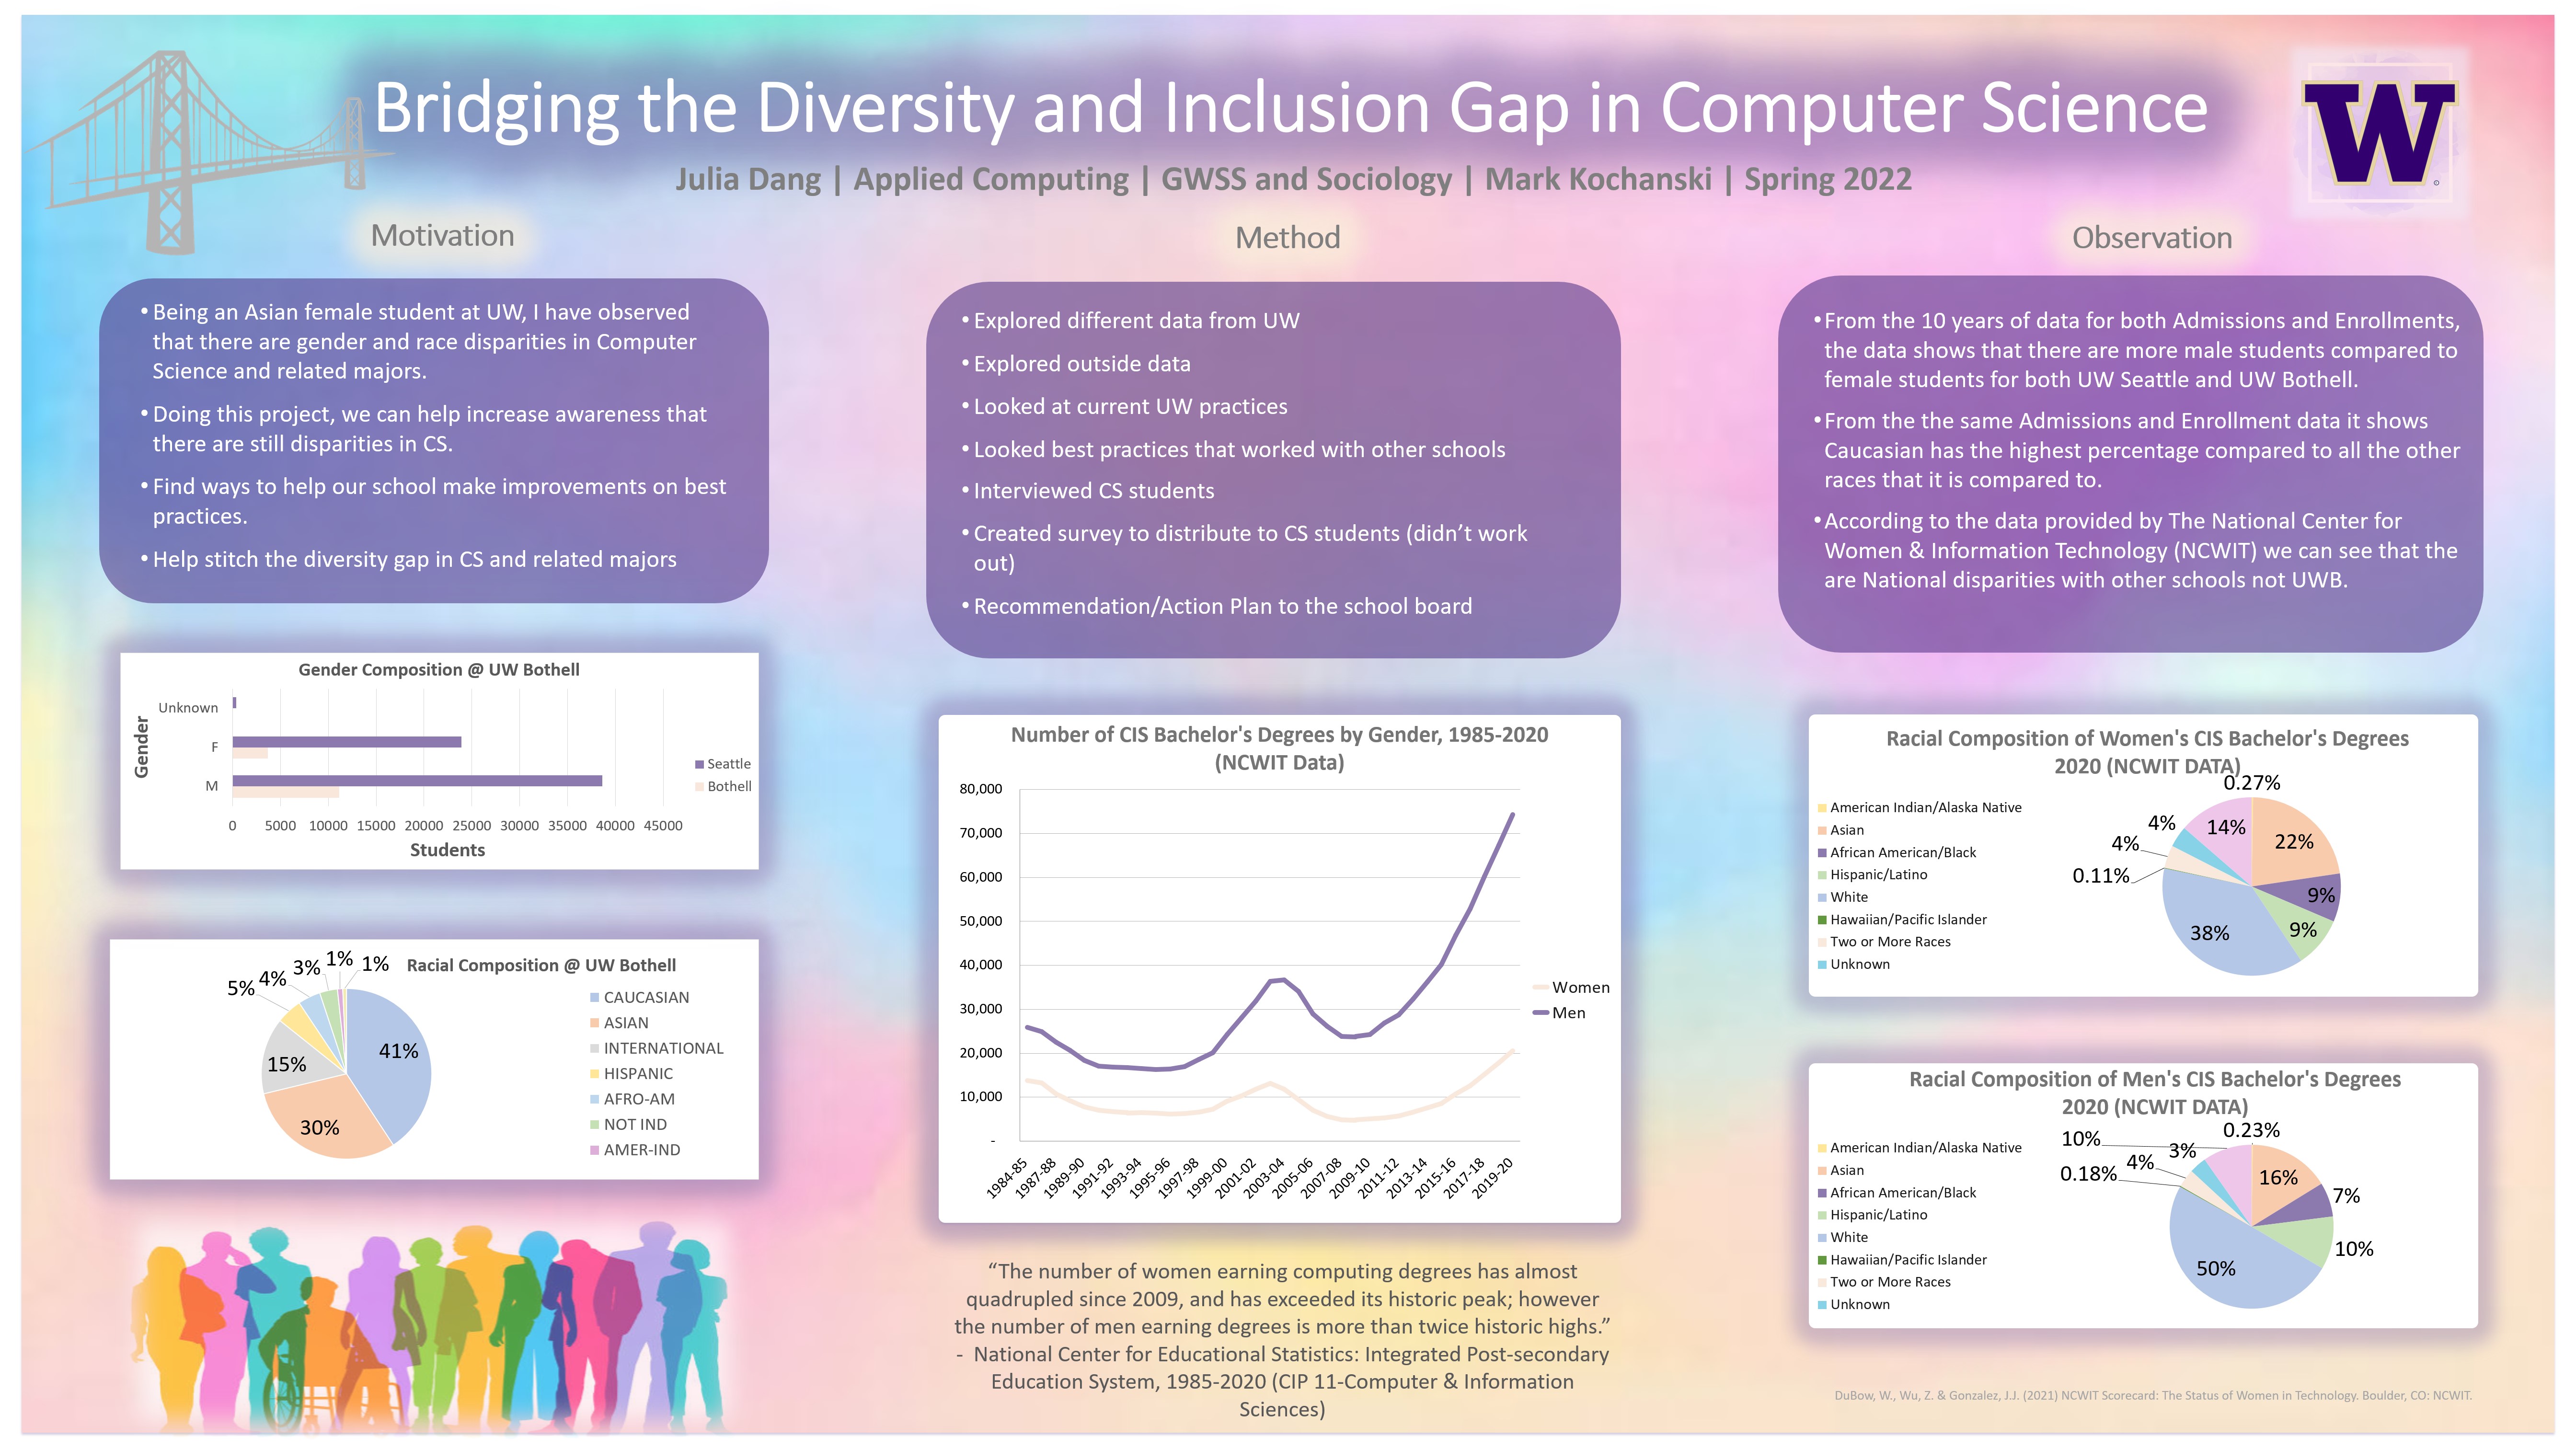 Bridging the Diversity and Inclusion Gap in Computer Science
Julia Dang | Applied Computing | GWSS and Sociology | Mark Kochanski | Spring 2022
W
Motivation
• Being an Asian female student at UW, I have observed
that there are gender and race disparities in Computer
Science and related majors.
• Doing this project, we can help increase awareness that
there are still disparities in CS.
• Find ways to help our school make improvements on best
practices.
• Help stitch the diversity gap in CS and related majors
Gender Composition @ UW Bothell
Gender
Unknown
F
M
Seattle
Bothell
0 5000 10000 15000 20000 25000 30000 35000 40000 45000
Students
Racial Composition @ UW Bothell
5% 4% 3% 1% 1%
41%
15%
30%
CAUCASIAN
ASIAN
INTERNATIONAL
HISPANIC
AFRO-AM
NOT IND
AMER-IND
Method
• Explored different data from UW
• Explored outside data
• Looked at current UW practices
• Looked best practices that worked with other schools
• Interviewed CS students
• Created survey to distribute to CS students (didn’t work
out)
• Recommendation/Action Plan to the school board
Number of CIS Bachelor's Degrees by Gender, 1985-2020
(NCWIT Data)
80,000
70,000
60,000
50,000
40,000
30,000
20,000
10,000
-
1984-85 1987-88 1989-90 1991-92 1993-94 1995-96 1997-98 1999-00 2001-02 2003-04 2005-06 2007-08 2009-10 2011-12 2013-14 2015-16 2017-18 2019-20
Women
Men
“The number of women earning computing degrees has almost
quadrupled since 2009, and has exceeded its historic peak; however
the number of men earning degrees is more than twice historic highs.”
- National Center for Educational Statistics: Integrated Post-secondary
Education System, 1985-2020 (CIP 11-Computer & Information
Sciences)
Observation
• From the 10 years of data for both Admissions and Enrollments,
the data shows that there are more male students compared to
female students for both UW Seattle and UW Bothell.
• From the the same Admissions and Enrollment data it shows
Caucasian has the highest percentage compared to all the other
races that it is compared to.
• According to the data provided by The National Center for
Women & Information Technology (NCWIT) we can see that the
are National disparities with other schools not UWB.
Racial Composition of Women's CIS Bachelor's Degrees
2020 (NCWIT DATA)
American Indian/Alaska Native
Asian
African American/Black
Hispanic/Latino
White
Hawaiian/Pacific Islander
Two or More Races
Unknown
0.27%
22%
9%
9%
38%
0.11%
4%
4%
14%
Racial Composition of Men's CIS Bachelor's Degrees
2020 (NCWIT DATA)
American Indian/Alaska Native
Asian
African American/Black
Hispanic/Latino
White
Hawaiian/Pacific Islander
Two or More Races
Unknown
0.23%
16%
7%
10%
50%
0.18%
4%
3%
10%
DuBow, W., Wu, Z. & Gonzalez, J.J. (2021) NCWIT Scorecard: The Status of Women in Technology. Boulder, CO: NCWIT.